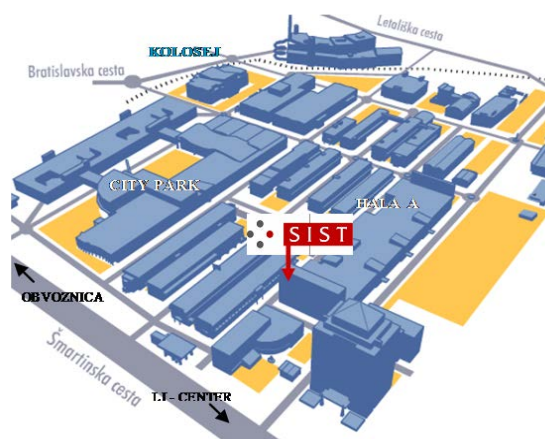 Letališka cesta
KOLOSEJ
Bratislavska cesta
CITY PARK
HALA A
SIST
OBVOZNICA
Šmartinska cesta
LJ - CENTER